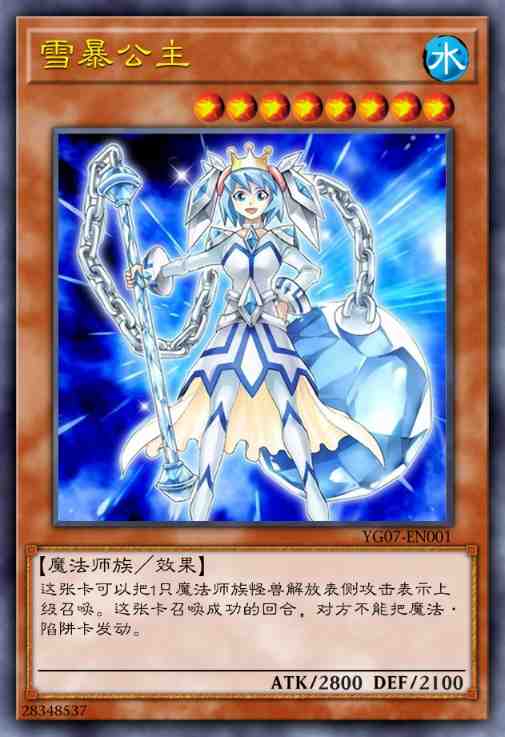 雪暴公主
水
YG07-EN001
【魔法师族／效果】
这张卡可以把1只魔法师族怪兽解放表侧攻击表示上
级召唤。这张卡召唤成功的回合，对方不能把魔法·
陷阱卡发动。
ATK/2800 DEF/2100
28348537